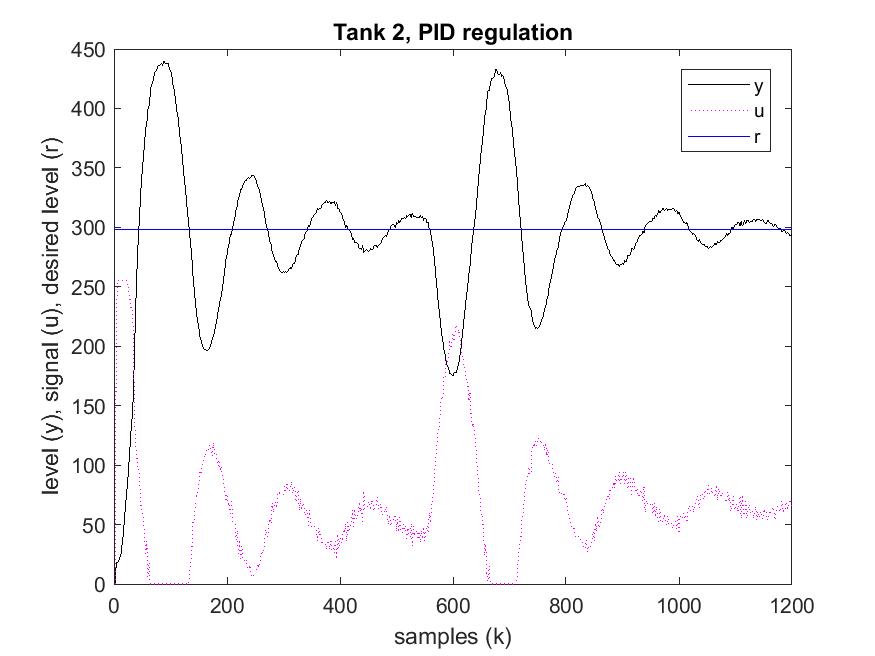 Tank 2, PID regulation
level (y), signal (u), desired level (r)
450
400
350
300
250
200
150
100
50
0
y
u
r
0 200 400 600 800 1000 1200
samples (k)